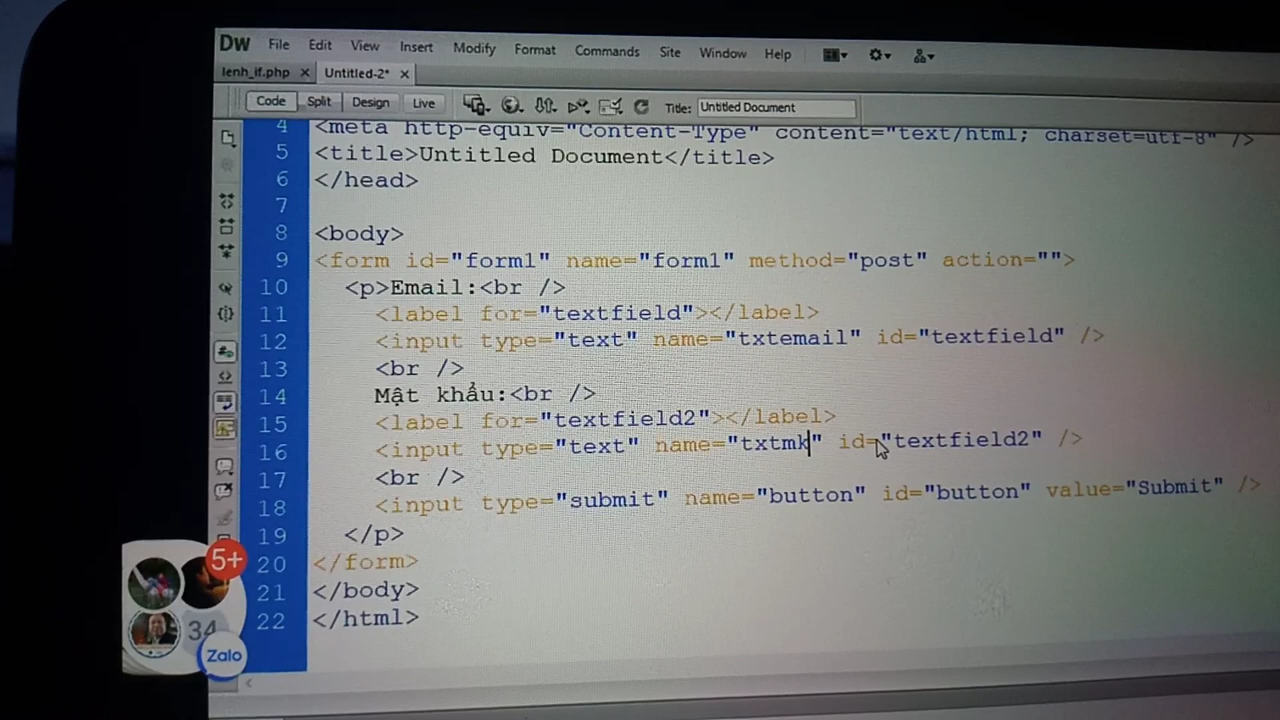 Dw File Edit View Insert Modify Format Commands Site Window Help
lenh_if.php × Untitled-2* ×
Code Split Design Live Title: Untitled Document
4 <meta http-equiv="Content-Type" content="text/html; charset=utf-8" />
5 <title>Untitled Document</title>
6 </head>
7
8 <body>
9 <form id="form1" name="form1" method="post" action="">
10 <p>Email:<br />
11 <label for="textfield"></label>
12 <input type="text" name="txtemail" id="textfield" />
13 <br />
14 Mật khẩu:<br />
15 <label for="textfield2"></label>
16 <input type="text" name="txtmk" id="textfield2" />
17 <br />
18 <input type="submit" name="button" id="button" value="Submit" />
19 </p>
20 </form>
21 </body>
22 </html>
5+
34
Zalo